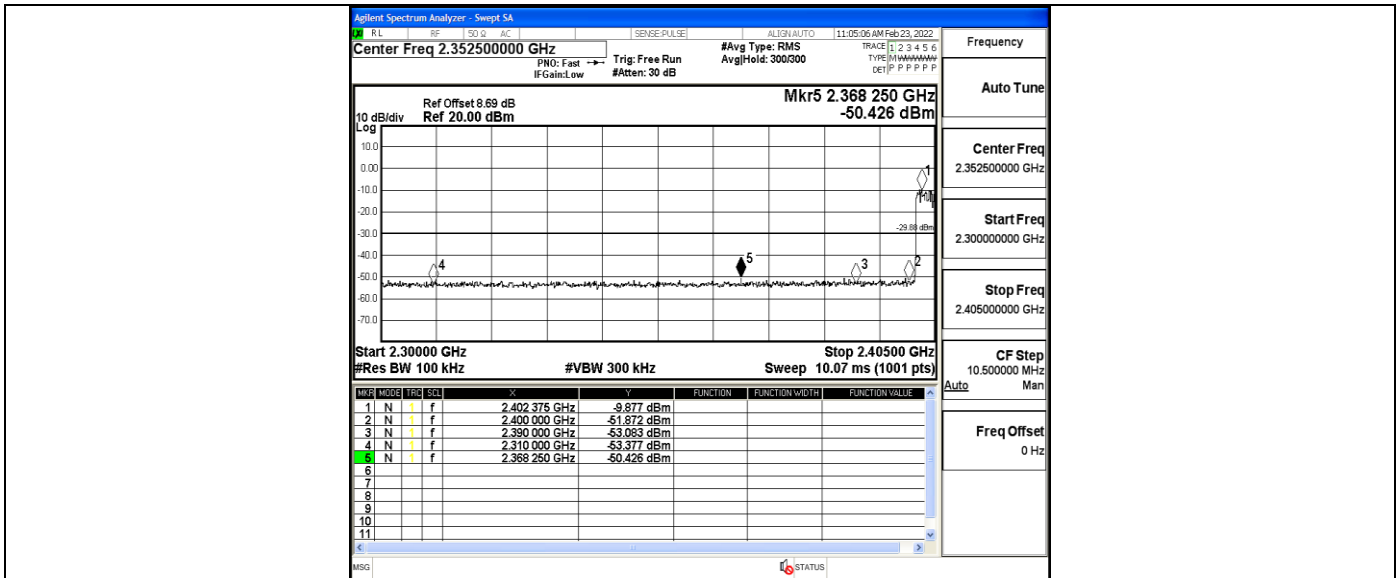 Agilent Spectrum Analyzer - Swept SA
RL RF 50 Ω AC SENSE:PULSE ALIGN AUTO 11:05:06 AM Feb 23, 2022
Center Freq 2.352500000 GHz
PNO: Fast
IFGain:Low
Trig: Free Run
#Atten: 30 dB
#Avg Type: RMS
Avg|Hold: 300/300
TRACE 1 2 3 4 5 6
TYPE M WWWWW
DET P P P P P P
Frequency
Ref Offset 8.69 dB
10 dB/div Ref 20.00 dBm
Log
Mkr5 2.368 250 GHz
-50.426 dBm
10.0
0.00
-10.0
-20.0
-30.0
-40.0
-50.0
-60.0
-70.0
1
-29.88 dBm
4
5
3
2
Start 2.30000 GHz Stop 2.40500 GHz
#Res BW 100 kHz #VBW 300 kHz Sweep 10.07 ms (1001 pts)
MKR MODE TRC SCL X Y FUNCTION FUNCTION WIDTH FUNCTION VALUE
1 N 1 f 2.402 375 GHz -9.877 dBm
2 N 1 f 2.400 000 GHz -51.872 dBm
3 N 1 f 2.390 000 GHz -53.083 dBm
4 N 1 f 2.310 000 GHz -53.377 dBm
5 N 1 f 2.368 250 GHz -50.426 dBm
6
7
8
9
10
11
MSG STATUS
Auto Tune
Center Freq
2.352500000 GHz
Start Freq
2.300000000 GHz
Stop Freq
2.405000000 GHz
CF Step
10.500000 MHz
Auto Man
Freq Offset
0 Hz